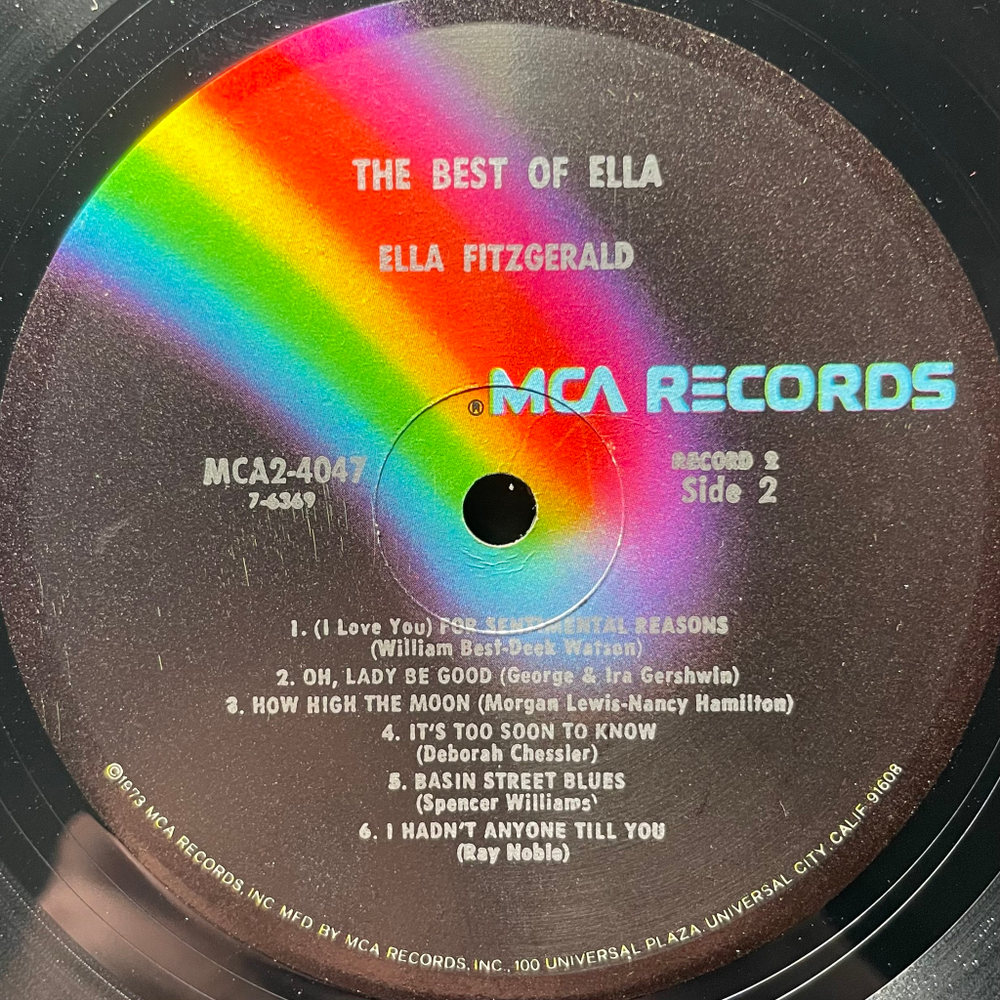 THE BEST OF ELLA
ELLA FITZGERALD
® MCA RECORDS
MCA2-4047
7-6369
RECORD 2
Side 2
1. (I Love You) FOR SENTIMENTAL REASONS
(William Best-Deek Watson)
2. OH, LADY BE GOOD (George & Ira Gershwin)
3. HOW HIGH THE MOON (Morgan Lewis-Nancy Hamilton)
4. IT'S TOO SOON TO KNOW
(Deborah Chessler)
5. BASIN STREET BLUES
(Spencer Williams)
6. I HADN'T ANYONE TILL YOU
(Ray Noble)
©1973 MCA RECORDS, INC MFD BY MCA RECORDS, INC., 100 UNIVERSAL PLAZA, UNIVERSAL CITY, CALIF. 91608